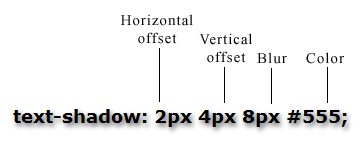 Horizontal
offset
Vertical
offset
Blur
Color
text-shadow: 2px 4px 8px #555;